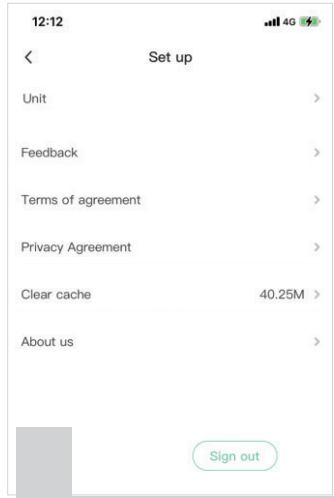 12:12 4G
Set up
Unit
Feedback
Terms of agreement
Privacy Agreement
Clear cache 40.25M
About us
Sign out